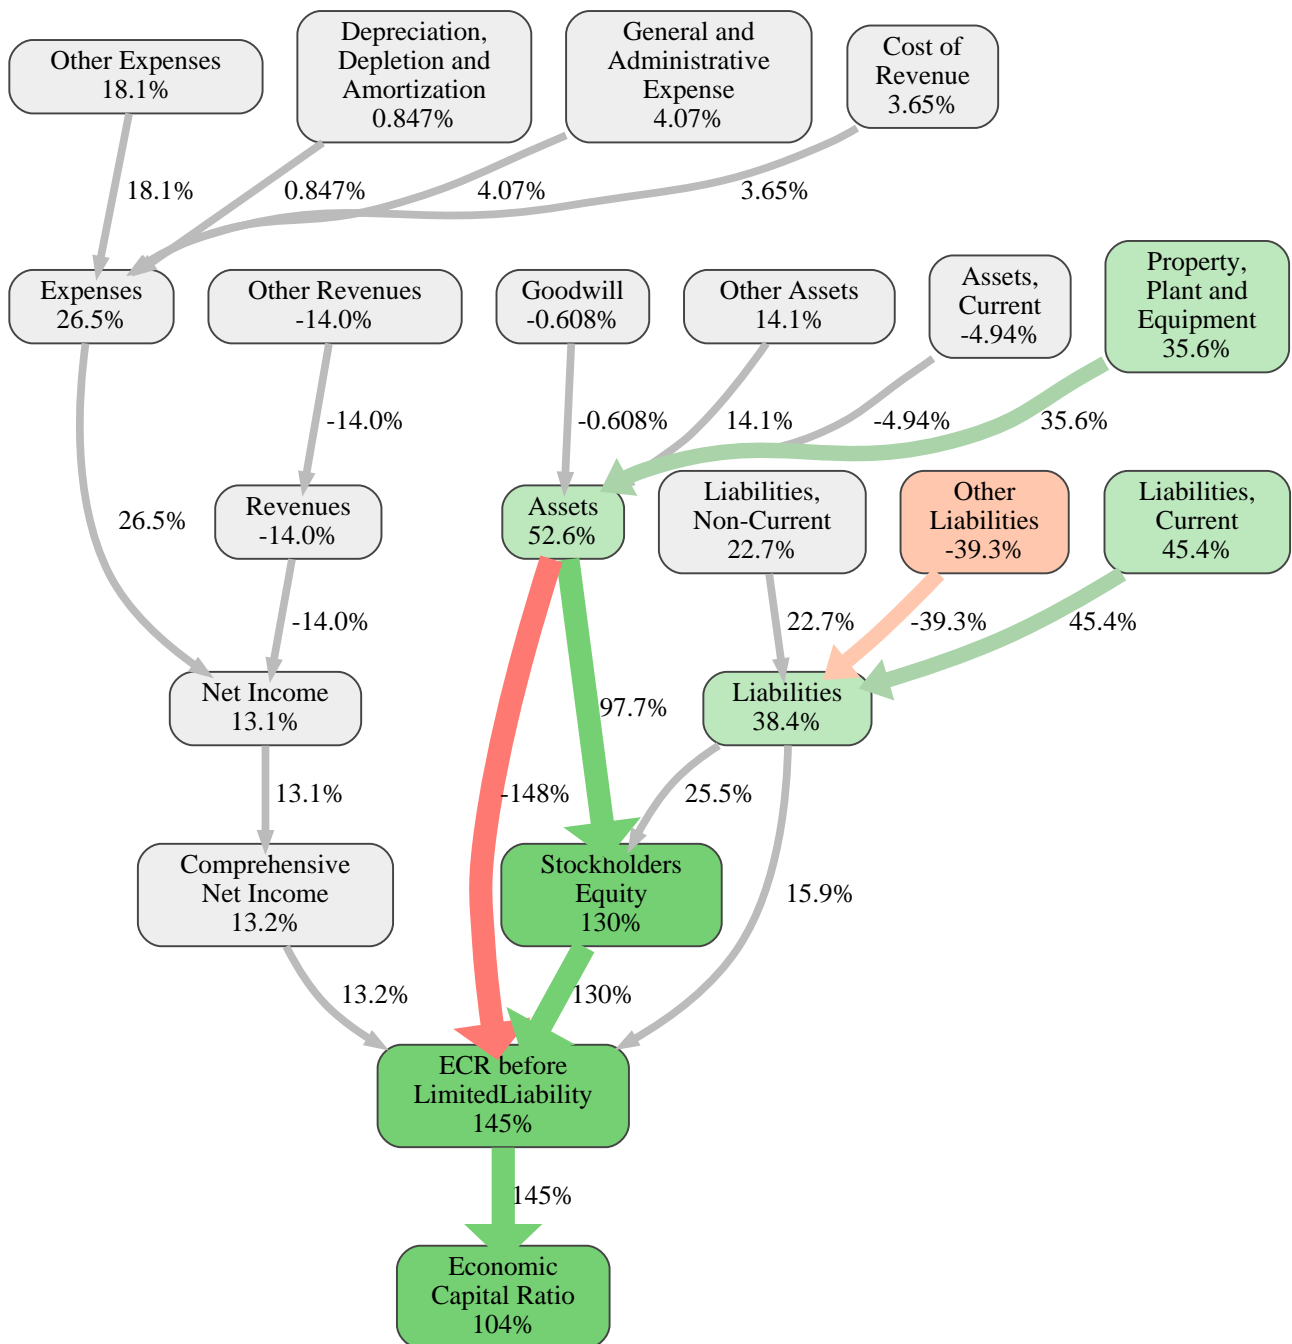 Other Expenses
18.1%
Depreciation,
Depletion and
Amortization
0.847%
General and
Administrative
Expense
4.07%
Cost of
Revenue
3.65%
18.1%
0.847%
4.07%
3.65%
Expenses
26.5%
Other Revenues
-14.0%
Goodwill
-0.608%
Other Assets
14.1%
Assets,
Current
-4.94%
Property,
Plant and
Equipment
35.6%
-14.0%
-0.608%
14.1%
-4.94%
35.6%
26.5%
Revenues
-14.0%
Assets
52.6%
Liabilities,
Non-Current
22.7%
Other
Liabilities
-39.3%
Liabilities,
Current
45.4%
-14.0%
22.7%
-39.3%
45.4%
Net Income
13.1%
97.7%
Liabilities
38.4%
13.1%
-148%
25.5%
Comprehensive
Net Income
13.2%
Stockholders
Equity
130%
15.9%
13.2%
130%
ECR before
LimitedLiability
145%
145%
Economic
Capital Ratio
104%